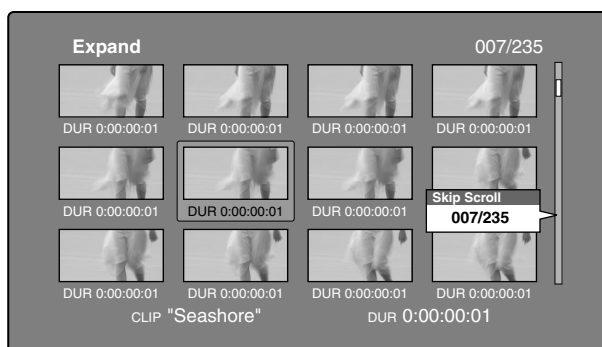 Expand 007/235
DUR 0:00:00:01 DUR 0:00:00:01 DUR 0:00:00:01 DUR 0:00:00:01
DUR 0:00:00:01 DUR 0:00:00:01 DUR 0:00:00:01
Skip Scroll
007/235
DUR 0:00:00:01 DUR 0:00:00:01 DUR 0:00:00:01 DUR 0:00:00:01
CLIP "Seashore" DUR 0:00:00:01